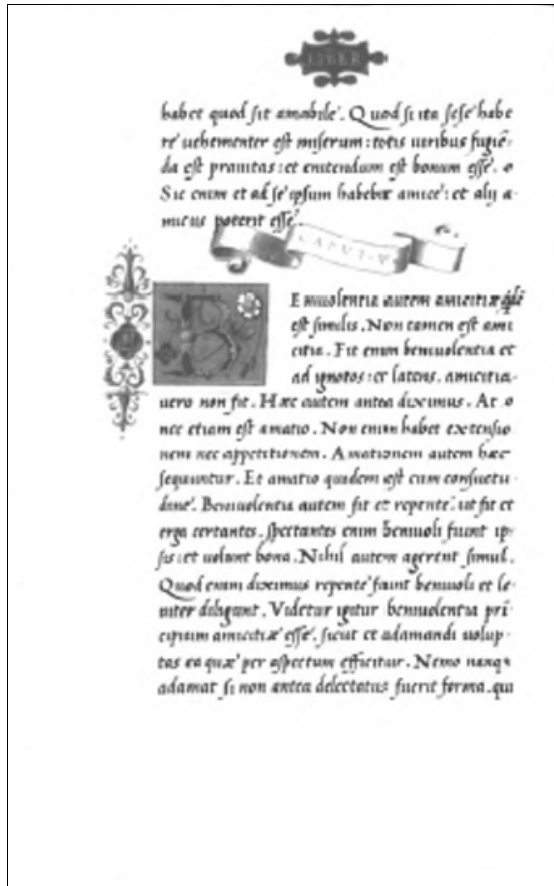 LIBER
habet quod sit amabile. Quod si ita sese habe
re uehementer est miserum: totis uiribus fugiē-
da est prauitas: et enitendum est bonum esse.
Sic enim et ad se ipsum habebit amice: et alij a-
micus poterit esse.
CAPVT. V
B
Eniuolentia autem amicitiæ qdē
est similis. Non tamen est ami
citia. Fit enim beniuolentia et
ad ignotos: et latens. amicitia
uero non fit. Hæc autem antea diximus. At
nec etiam est amatio. Non enim habet extensio
nem nec appetitionem. Amationem autem hæc
sequuntur. Et amatio quidem est cum consuetu
dine. Beniuolentia autem fit et repente. ut fit et
erga certantes. spectantes enim beniuoli fiunt ip-
sis: et uolunt bona. Nihil autem agerent simul.
Quod enim diximus repente fiunt beniuoli et le-
uiter diligunt. Videtur igitur beniuolentia prī-
cipium amicitiæ esse. sicut et adamandi uolup-
tas ea quæ per aspectum efficitur. Nemo nanq
adamat si non antea delectatus fuerit forma. qui